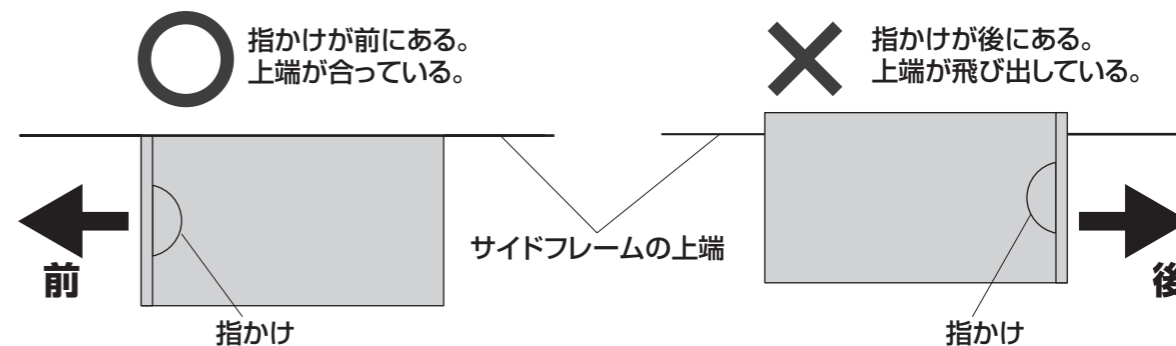 指かけが前にある。
上端が合っている。
指かけが後にある。
上端が飛び出している。
サイドフレームの上端
前
後
指かけ
指かけ